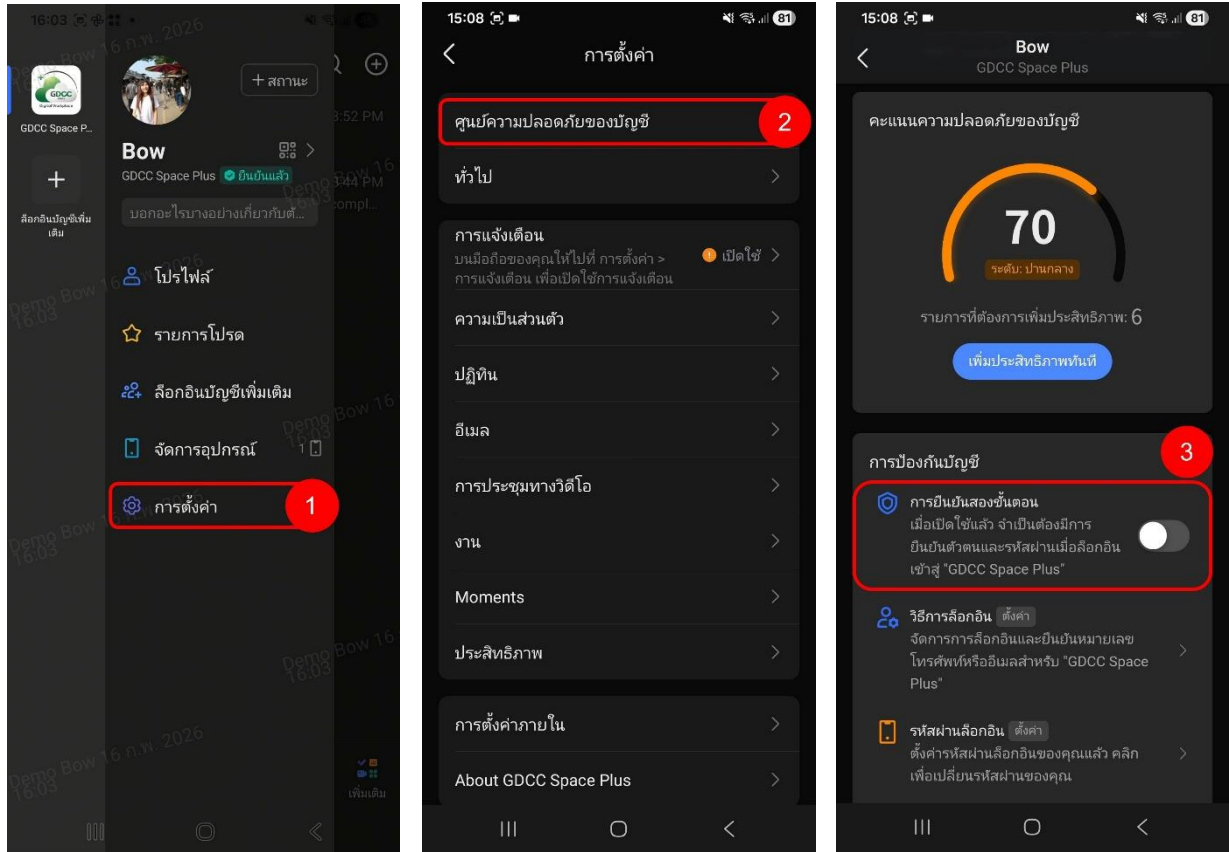 16:03
16 ก.พ. 2026
GDCC
GDCC Space P...
+ สถานะ
3:52 PM
Bow
GDCC Space Plus ยืนยันแล้ว
3:44 PM
บอกอะไรบางอย่างเกี่ยวกับตั...
compl...
ล็อกอินบัญชีเพิ่ม
เติม
โปรไฟล์
รายการโปรด
ล็อกอินบัญชีเพิ่มเติม
จัดการอุปกรณ์ 1
การตั้งค่า 1
Demo Bow 16
16:03
Demo Bow 16 ก.พ. 2026
16:03
เพิ่มเติม
15:08 81
การตั้งค่า
ศูนย์ความปลอดภัยของบัญชี 2
ทั่วไป
การแจ้งเตือน
บนมือถือของคุณให้ไปที่ การตั้งค่า >
การแจ้งเตือน เพื่อเปิดใช้การแจ้งเตือน
เปิดใช้
ความเป็นส่วนตัว
ปฏิทิน
อีเมล
การประชุมทางวิดีโอ
งาน
Moments
ประสิทธิภาพ
การตั้งค่าภายใน
About GDCC Space Plus
15:08 81
Bow
GDCC Space Plus
คะแนนความปลอดภัยของบัญชี
70
ระดับ: ปานกลาง
รายการที่ต้องการเพิ่มประสิทธิภาพ: 6
เพิ่มประสิทธิภาพทันที
การป้องกันบัญชี 3
การยืนยันสองขั้นตอน
เมื่อเปิดใช้แล้ว จำเป็นต้องมีการ
ยืนยันตัวตนและรหัสผ่านเมื่อล็อกอิน
เข้าสู่ "GDCC Space Plus"
วิธีการล็อกอิน ตั้งค่า
จัดการการล็อกอินและยืนยันหมายเลข
โทรศัพท์หรืออีเมลสำหรับ "GDCC Space
Plus"
รหัสผ่านล็อกอิน ตั้งค่า
ตั้งค่ารหัสผ่านล็อกอินของคุณแล้ว คลิก
เพื่อเปลี่ยนรหัสผ่านของคุณ